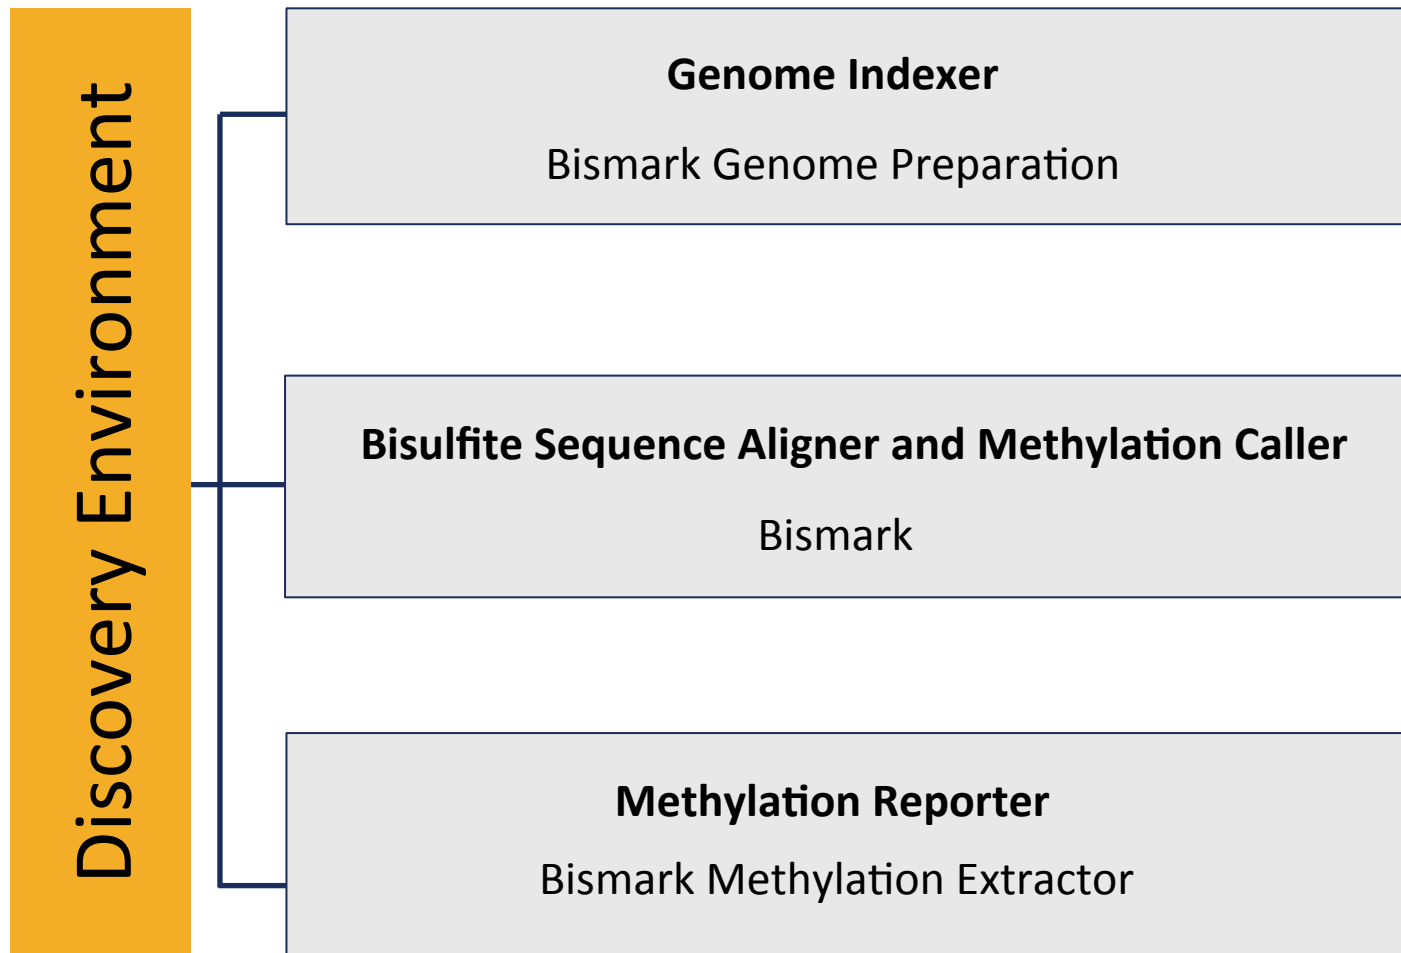 Discovery Environment
Genome Indexer
Bismark Genome Preparation
Bisulfite Sequence Aligner and Methylation Caller
Bismark
Methylation Reporter
Bismark Methylation Extractor